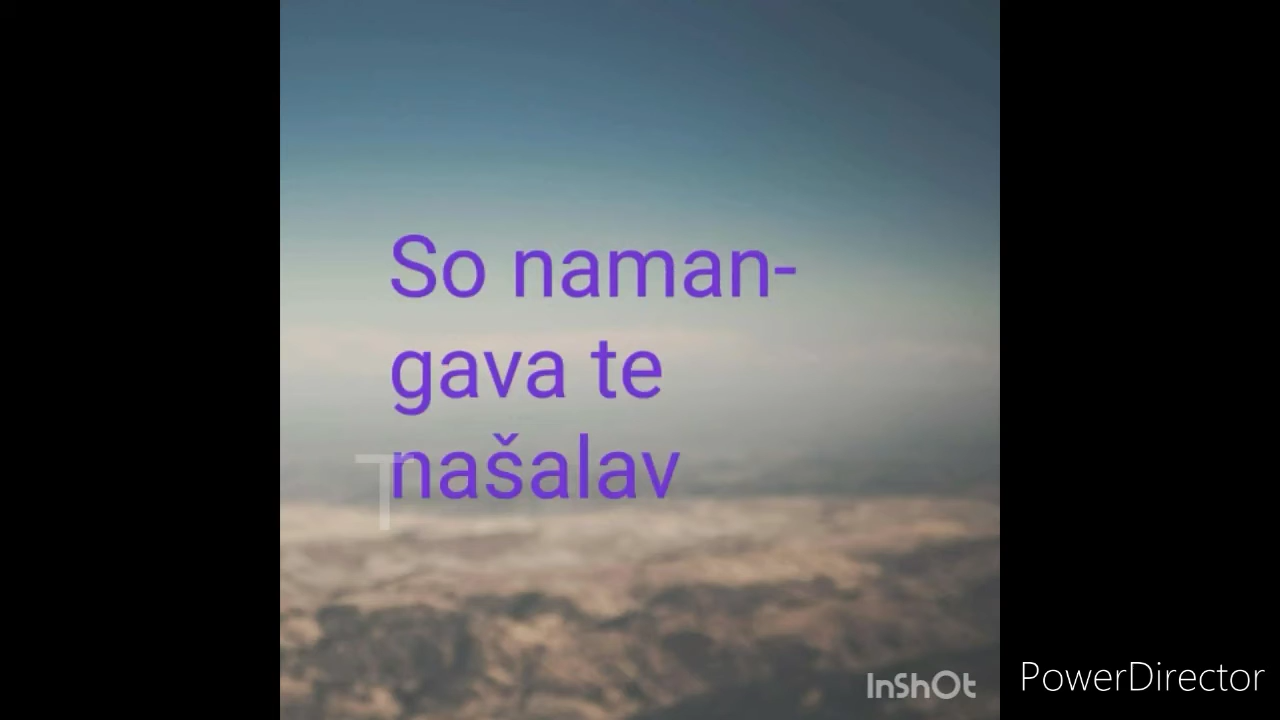 So naman-
gava te
našalav
T
InShOt
PowerDirector